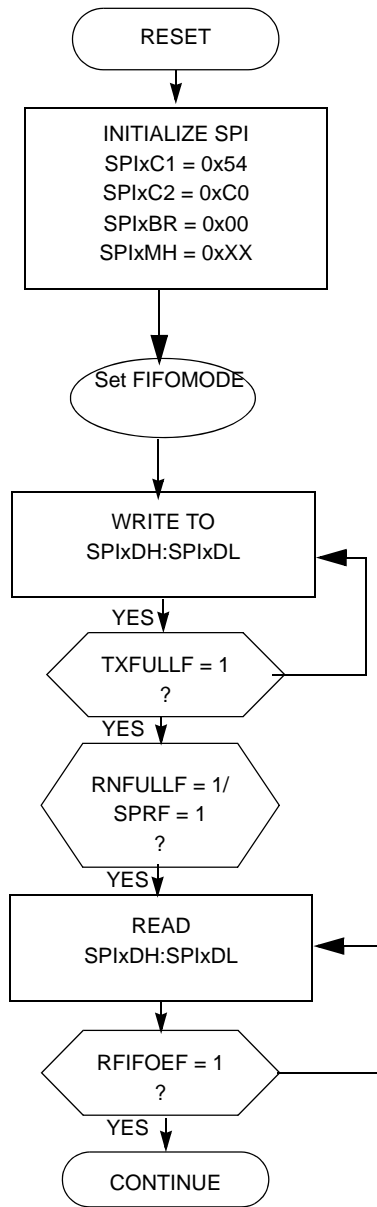 RESET
INITIALIZE SPI
SPIxC1 = 0x54
SPIxC2 = 0xC0
SPIxBR = 0x00
SPIxMH = 0xXX
Set FIFOMODE
WRITE TO
SPIxDH:SPIxDL
YES
TXFULLF = 1
?
YES
RNFULLF = 1/
SPRF = 1
?
YES
READ
SPIxDH:SPIxDL
RFIFOEF = 1
?
YES
CONTINUE